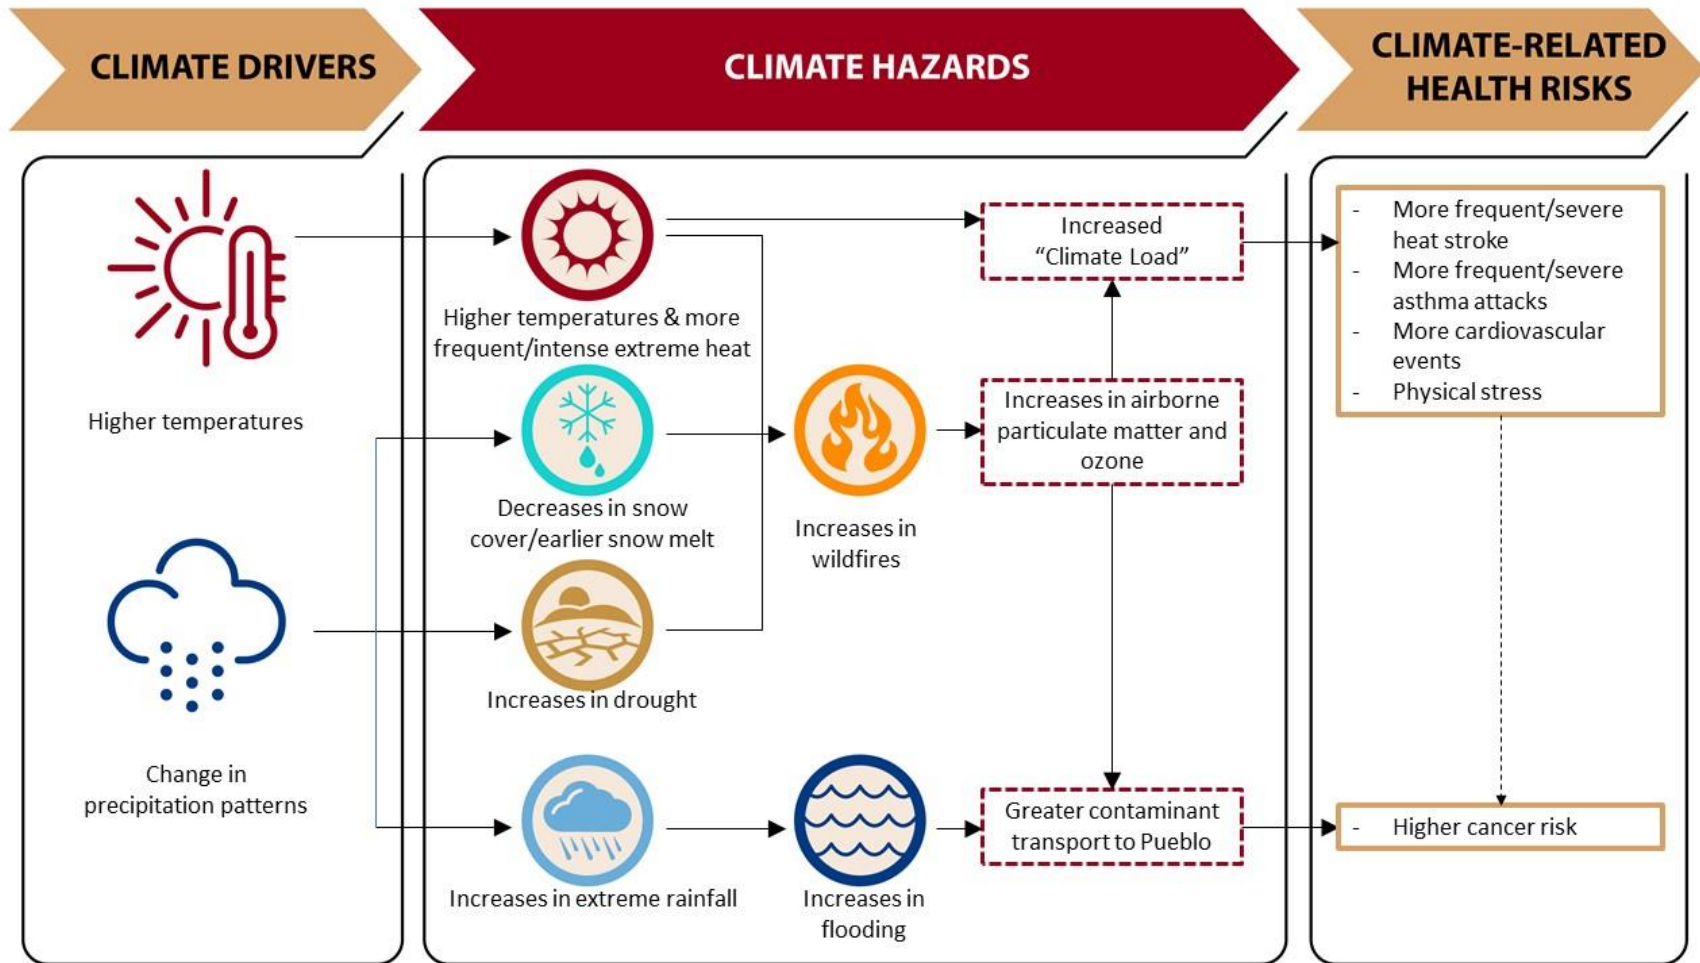 CLIMATE DRIVERS
CLIMATE HAZARDS
CLIMATE-RELATED
HEALTH RISKS
Higher temperatures
Change in
precipitation patterns
Higher temperatures & more
frequent/intense extreme heat
Decreases in snow
cover/earlier snow melt
Increases in drought
Increases in extreme rainfall
Increases in
wildfires
Increases in
flooding
Increased
“Climate Load”
Increases in airborne
particulate matter and
ozone
Greater contaminant
transport to Pueblo
- More frequent/severe
heat stroke
- More frequent/severe
asthma attacks
- More cardiovascular
events
- Physical stress
- Higher cancer risk